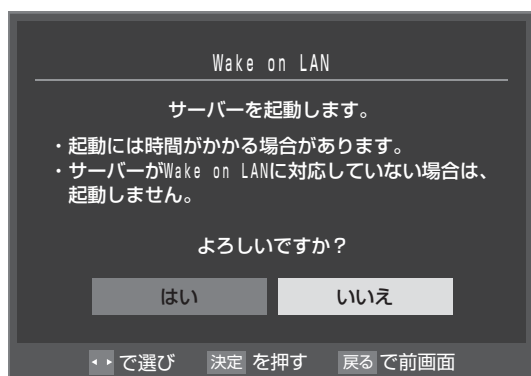 Wake on LAN
サーバーを起動します。
・起動には時間がかかる場合があります。
・サーバーがWake on LANに対応していない場合は、
起動しません。
よろしいですか？
はい いいえ
で選び 決定 を押す 戻る で前画面